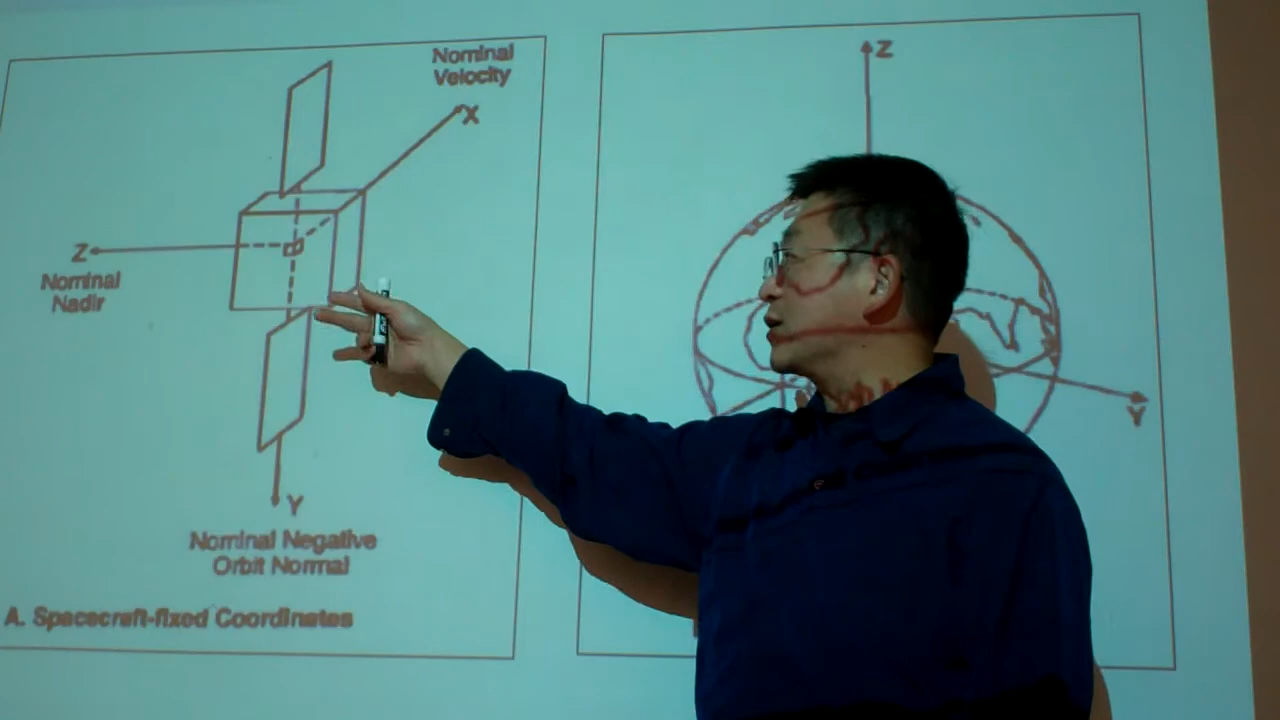 Nominal
Velocity
X
Z
Nominal
Nadir
Y
Nominal Negative
Orbit Normal
A. Spacecraft-fixed Coordinates
Z
Y